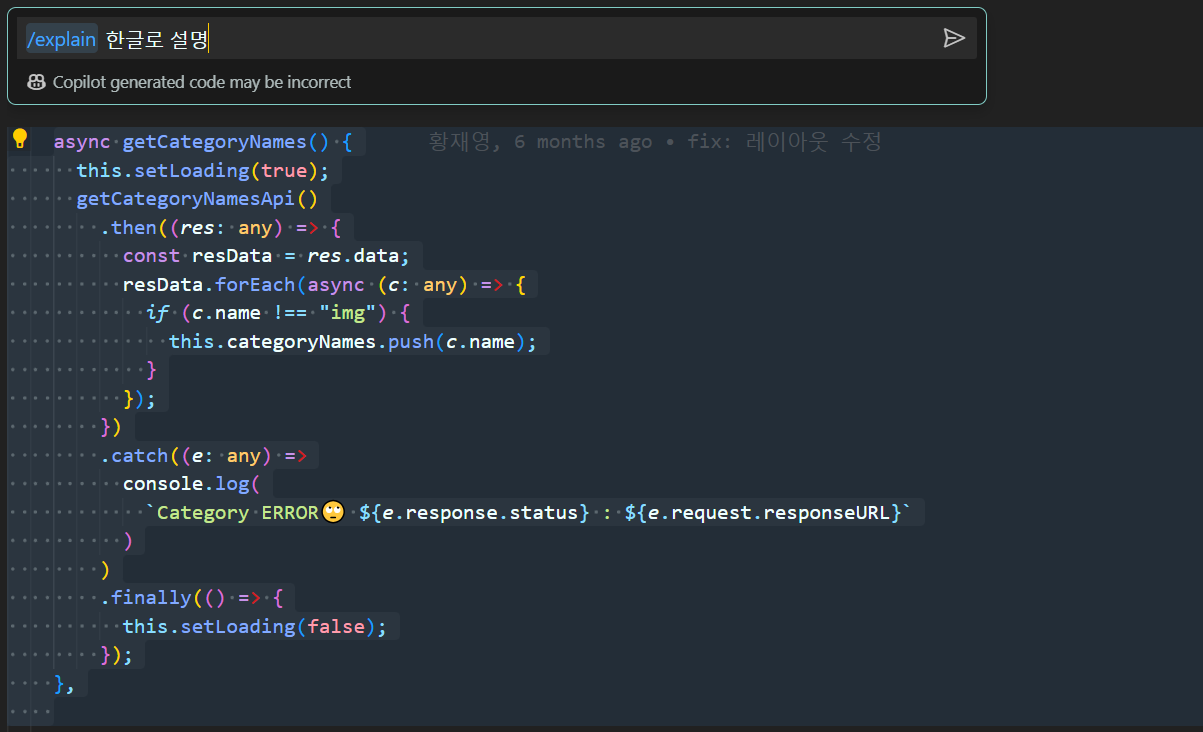 /explain 한글로 설명
Copilot generated code may be incorrect
async getCategoryNames() { 황재영, 6 months ago • fix: 레이아웃 수정
this.setLoading(true);
getCategoryNamesApi()
.then((res: any) => {
const resData = res.data;
resData.forEach(async (c: any) => {
if (c.name !== "img") {
this.categoryNames.push(c.name);
}
});
})
.catch((e: any) =>
console.log(
`Category ERROR🙄 ${e.response.status} : ${e.request.responseURL}`
)
)
.finally(() => {
this.setLoading(false);
});
},